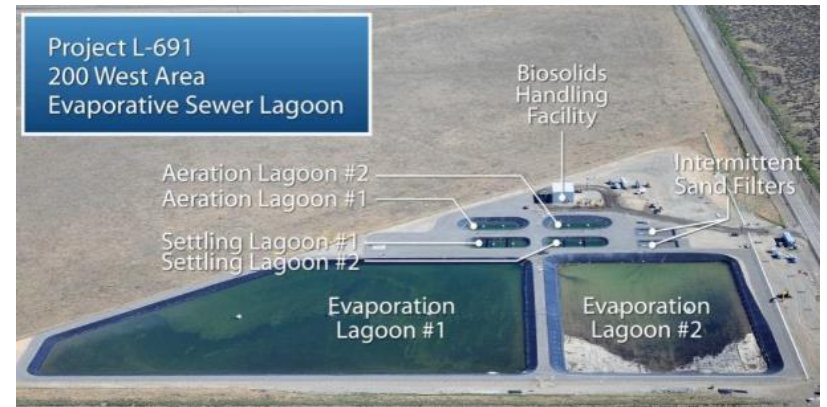 Project L-691
200 West Area
Evaporative Sewer Lagoon
Biosolids
Handling
Facility
Intermittent
Sand Filters
Aeration Lagoon #2
Aeration Lagoon #1
Settling Lagoon #1
Settling Lagoon #2
Evaporation
Lagoon #1
Evaporation
Lagoon #2